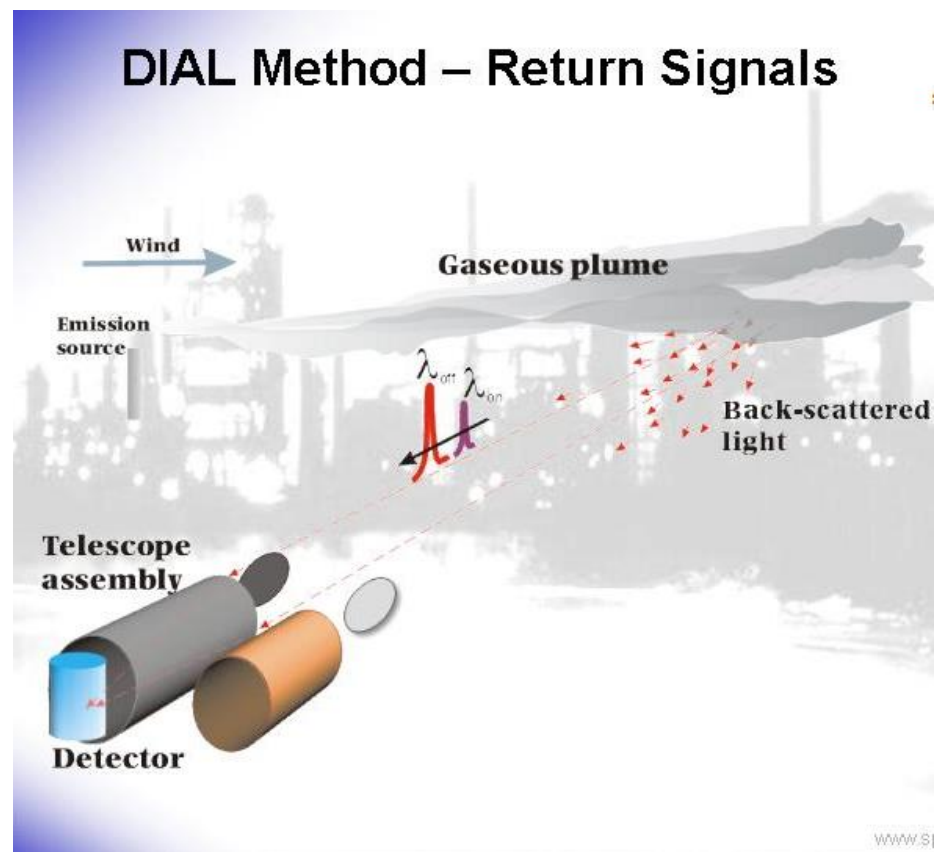 DIAL Method – Return Signals
Wind
Gaseous plume
Emission
source
λoff
λon
Back-scattered
light
Telescope
assembly
Detector
www.sp